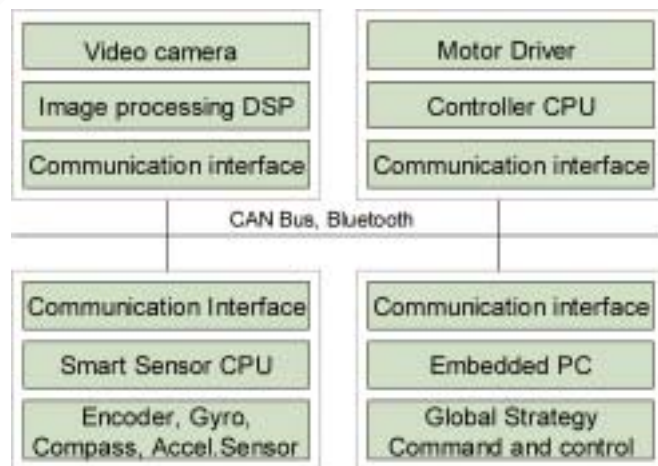 Video camera
Image processing DSP
Communication interface
Motor Driver
Controller CPU
Communication interface
CAN Bus, Bluetooth
Communication Interface
Smart Sensor CPU
Encoder, Gyro,
Compass, Accel.Sensor
Communication interface
Embedded PC
Global Strategy
Command and control